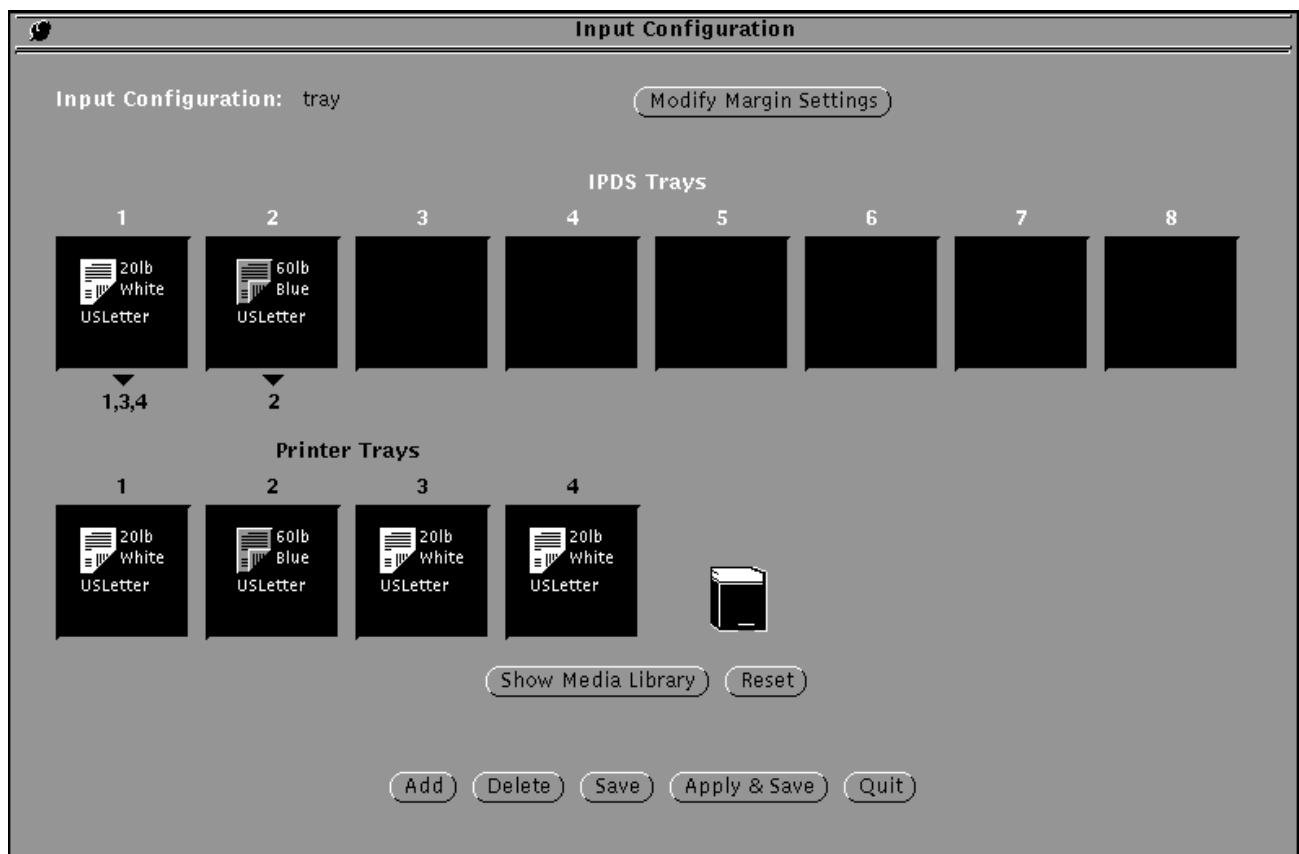 Input Configuration
Input Configuration: tray
Modify Margin Settings
IPDS Trays
1 2 3 4 5 6 7 8
20lb 60lb
White Blue
USLetter USLetter
1,3,4 2
Printer Trays
1 2 3 4
20lb 60lb 20lb 20lb
White Blue White White
USLetter USLetter USLetter USLetter
Show Media Library Reset
Add Delete Save Apply & Save Quit